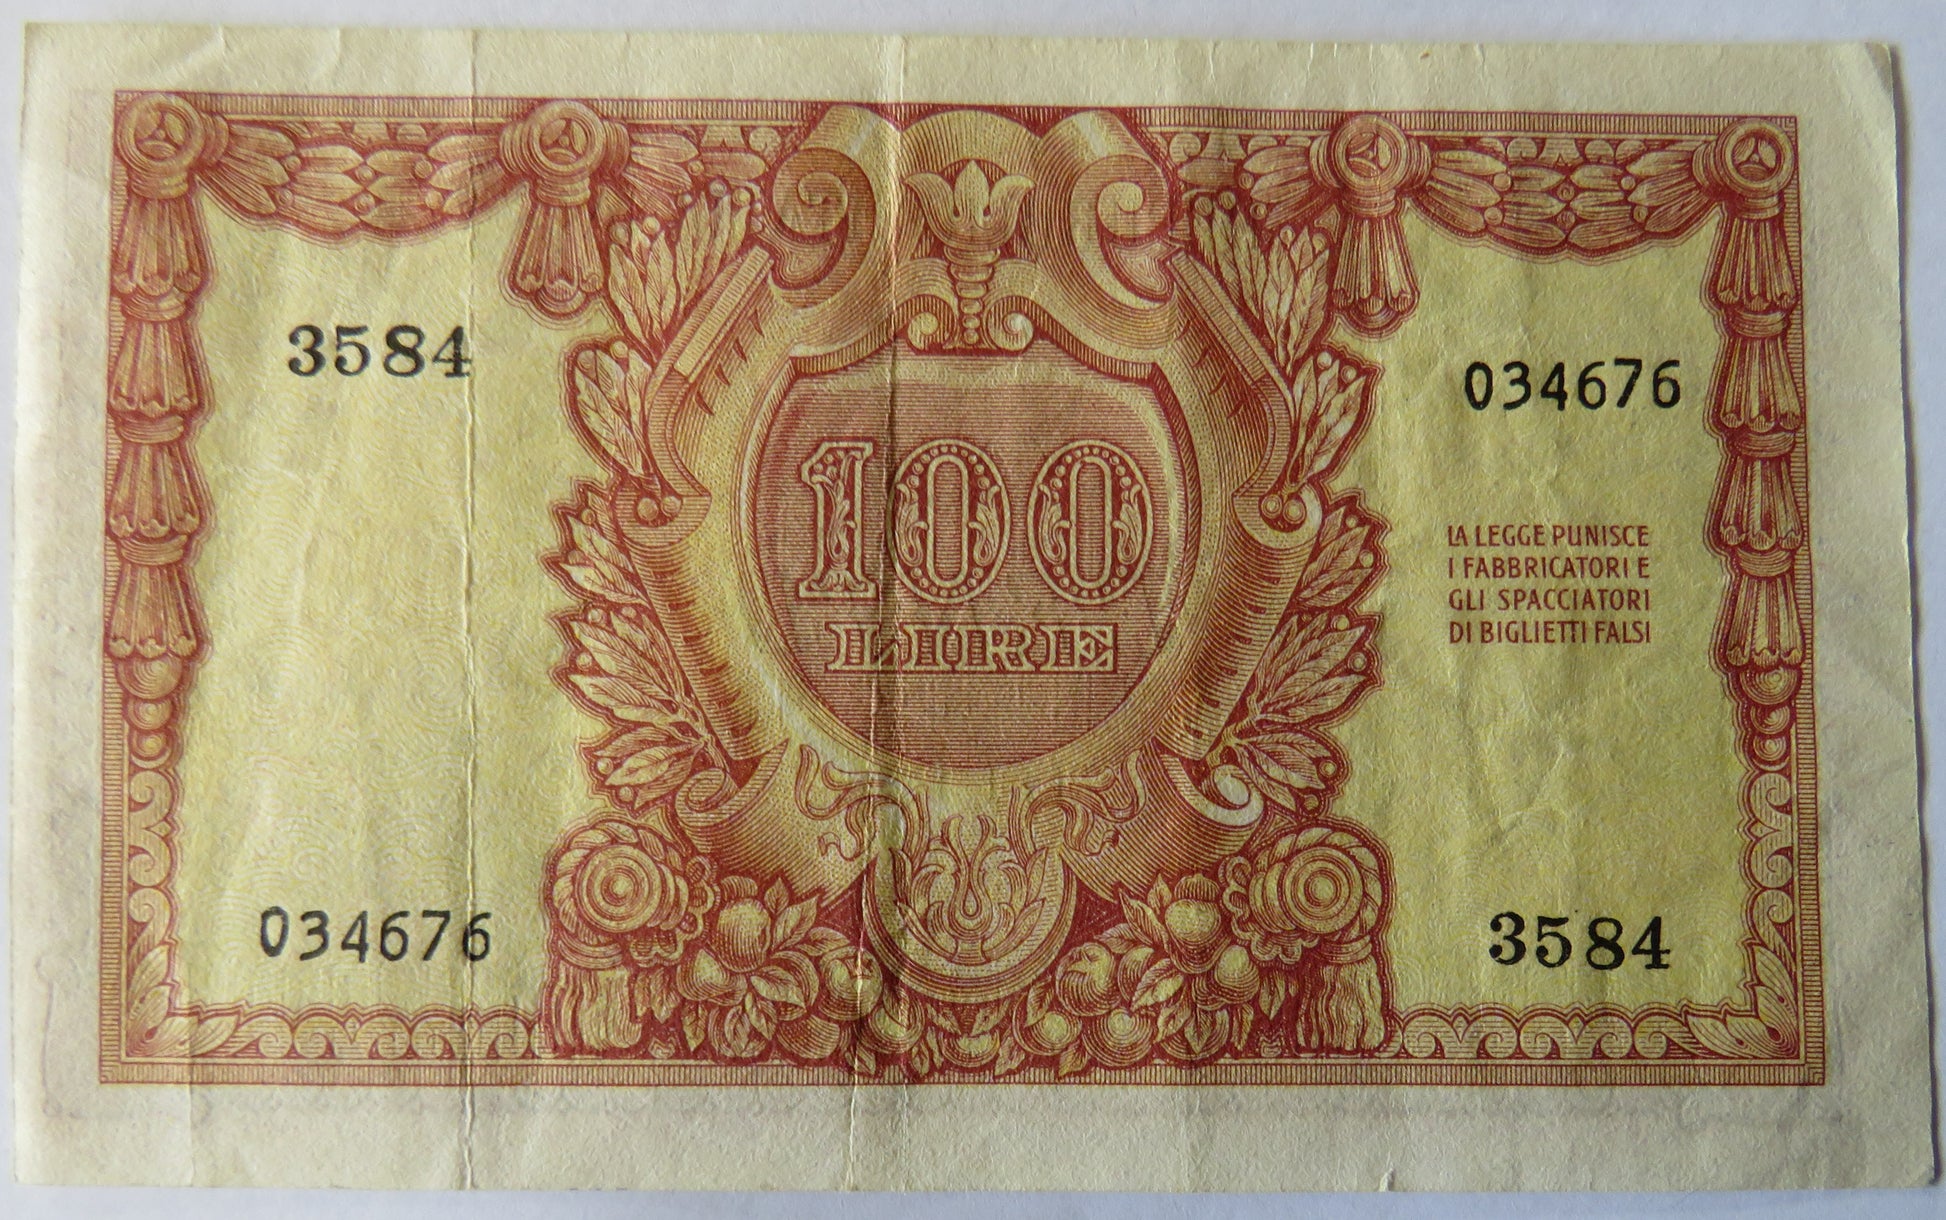 3584
034676
100
LIRE
LA LEGGE PUNISCE
I FABBRICATORI E
GLI SPACCIATORI
DI BIGLIETTI FALSI
034676
3584